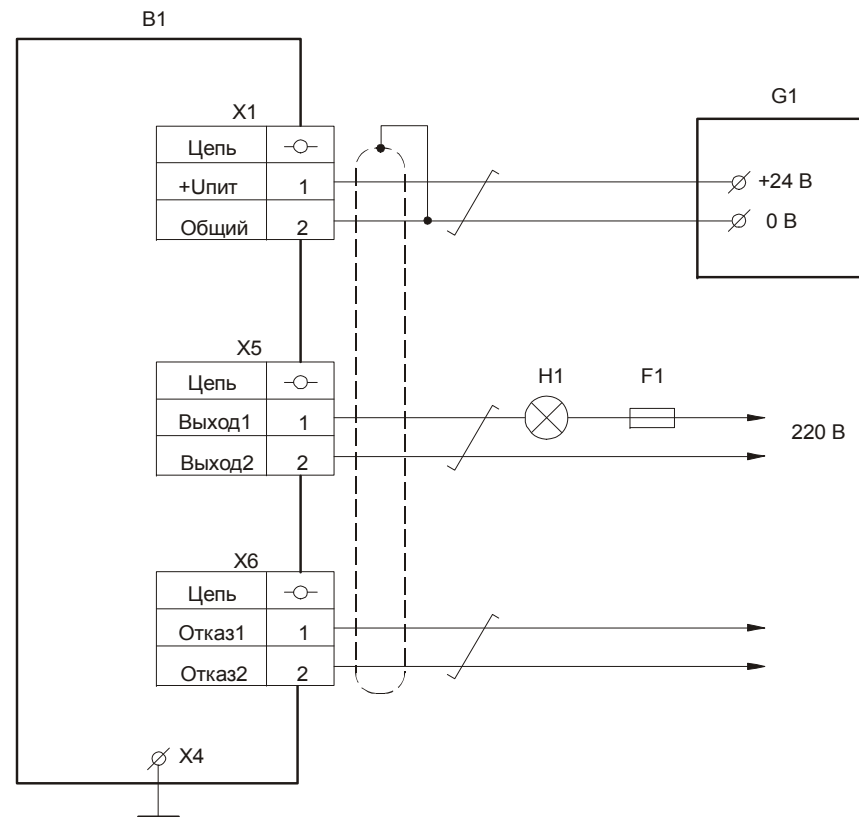 B1
X1
G1
Цепь
+Uпит 1
+24 В
Общий 2
0 В
X5
Цепь
H1
F1
Выход1 1
220 В
Выход2 2
X6
Цепь
Отказ1 1
Отказ2 2
X4